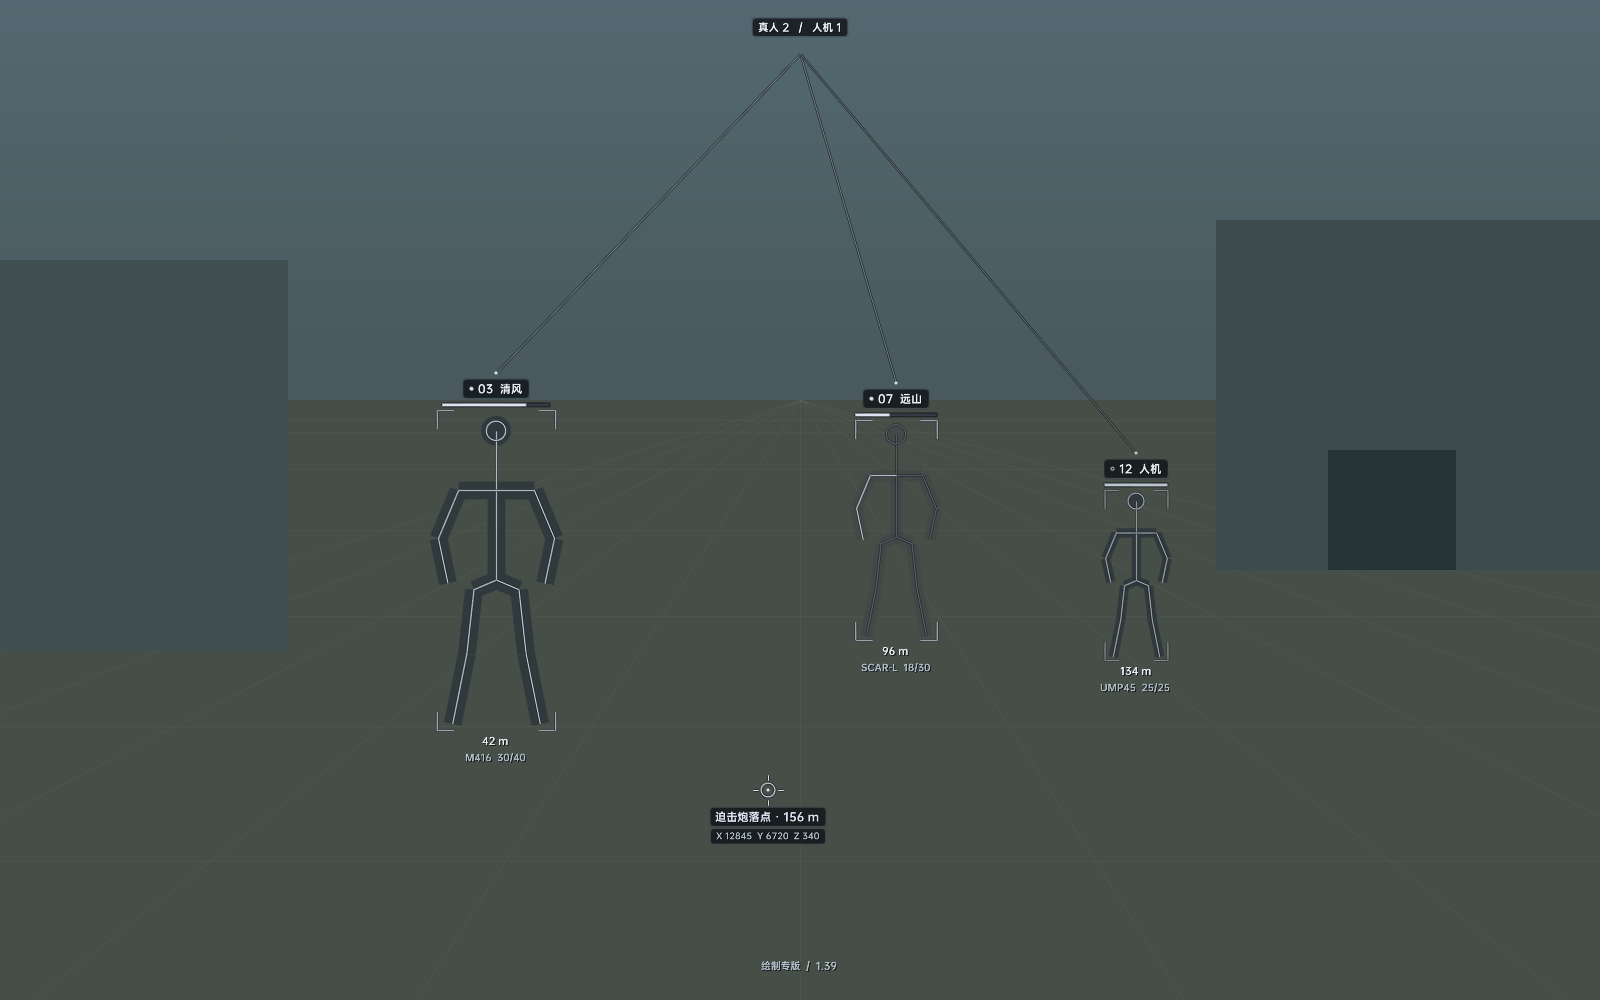 真人 2 / 人机 1
03 清风
07 远山
12 人机
96 m
SCAR-L 18/30
134 m
UMP45 25/25
42 m
M416 30/40
迫击炮落点 · 156 m
X 12845 Y 6720 Z 340
绘制专版 / 1.39